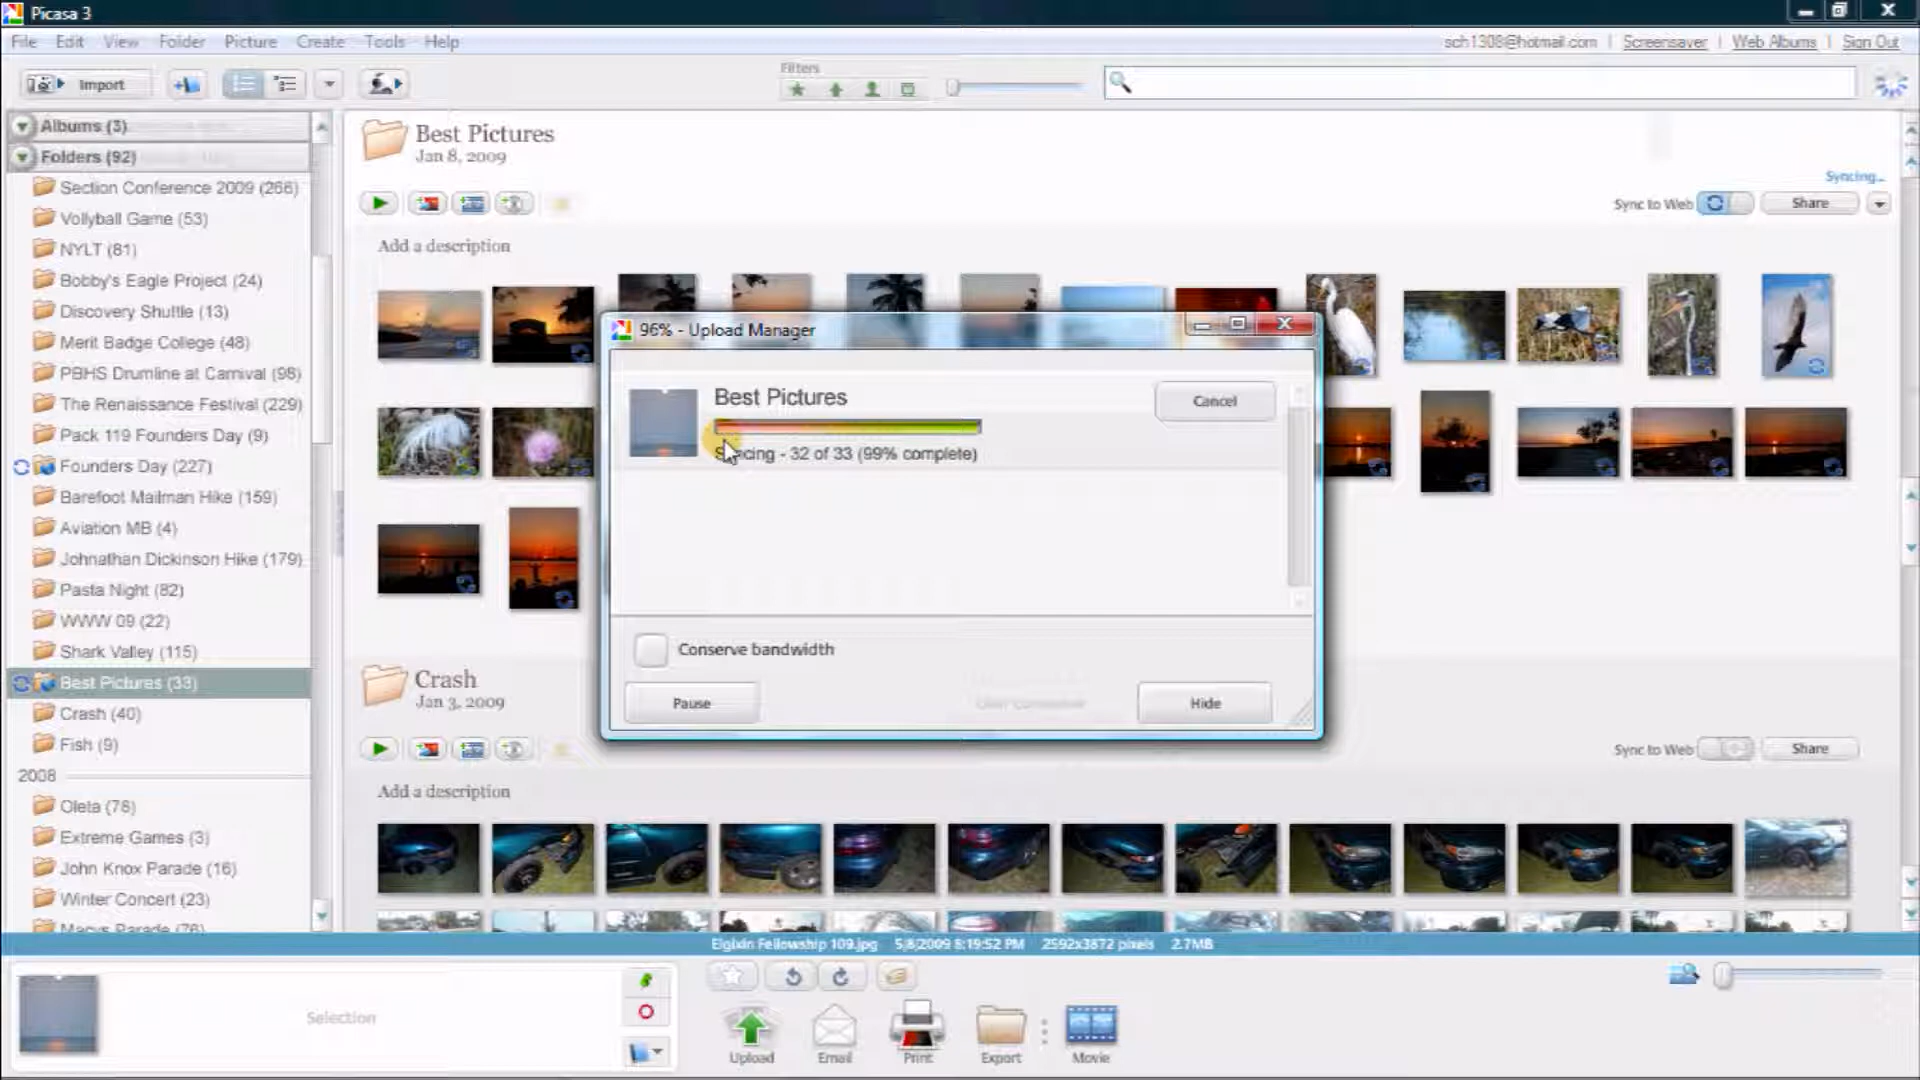 Picasa 3
File Edit View Folder Picture Create Tools Help
sch1308@hotmail.com | Screensaver | Web Albums | Sign Out
Import
Filters
Albums (3)
Folders (92)
Section Conference 2009 (266)
Vollyball Game (53)
NYLT (81)
Bobby's Eagle Project (24)
Discovery Shuttle (13)
Merit Badge College (48)
PBHS Drumline at Carnival (98)
The Renaissance Festival (229)
Pack 119 Founders Day (9)
Founders Day (227)
Barefoot Mailman Hike (159)
Aviation MB (4)
Johnathan Dickinson Hike (179)
Pasta Night (82)
WWW 09 (22)
Shark Valley (115)
Best Pictures (33)
Crash (40)
Fish (9)
2008
Oleta (78)
Extreme Games (3)
John Knox Parade (16)
Winter Concert (23)
Macys Parade (76)
Best Pictures
Jan 8, 2009
Syncing...
Sync to Web
Share
Add a description
96% - Upload Manager
Best Pictures
Cancel
- 32 of 33 (99% complete)
Conserve bandwidth
Pause
Hide
Crash
Jan 3, 2009
Sync to Web
Share
Add a description
5/8/2009 8:19:52 PM 2592x3872 pixels 2.7MB
Selection
Upload
Email
Print
Export
Movie